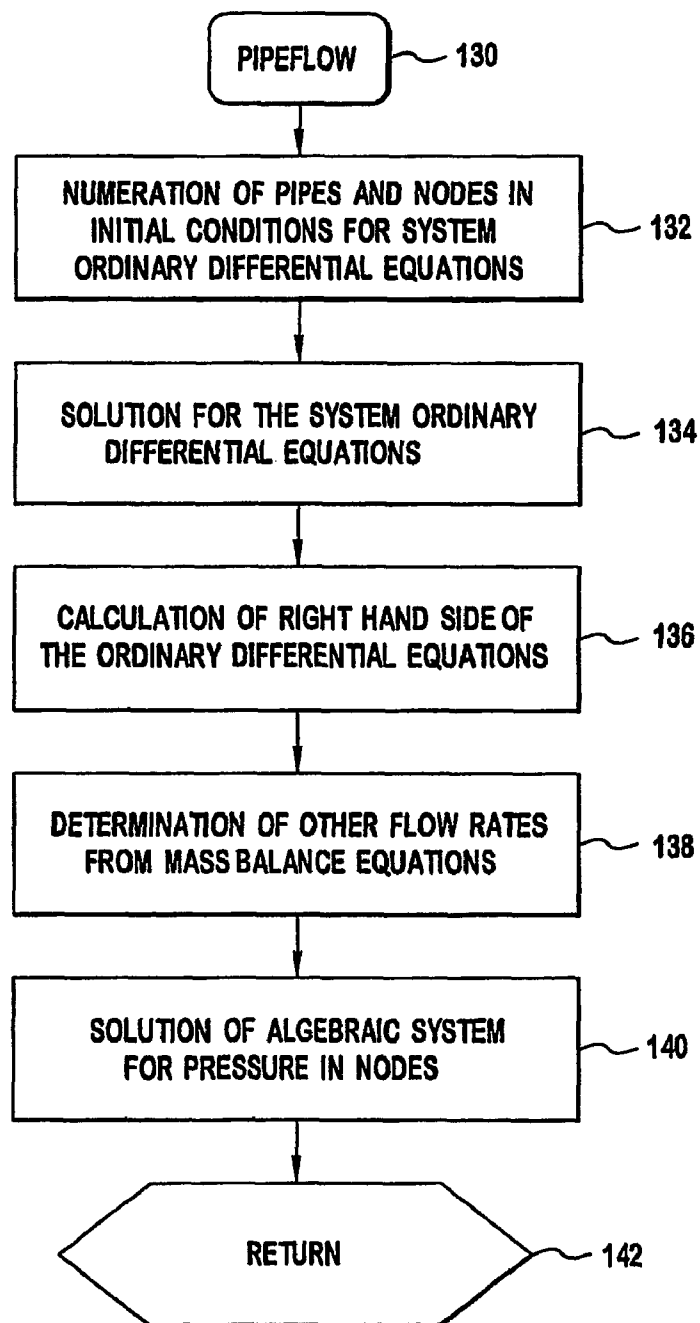 PIPEFLOW
130
NUMERATION OF PIPES AND NODES IN
INITIAL CONDITIONS FOR SYSTEM
ORDINARY DIFFERENTIAL EQUATIONS
132
SOLUTION FOR THE SYSTEM ORDINARY
DIFFERENTIAL EQUATIONS
134
CALCULATION OF RIGHT HAND SIDE OF
THE ORDINARY DIFFERENTIAL EQUATIONS
136
DETERMINATION OF OTHER FLOW RATES
FROM MASS BALANCE EQUATIONS
138
SOLUTION OF ALGEBRAIC SYSTEM
FOR PRESSURE IN NODES
140
RETURN
142